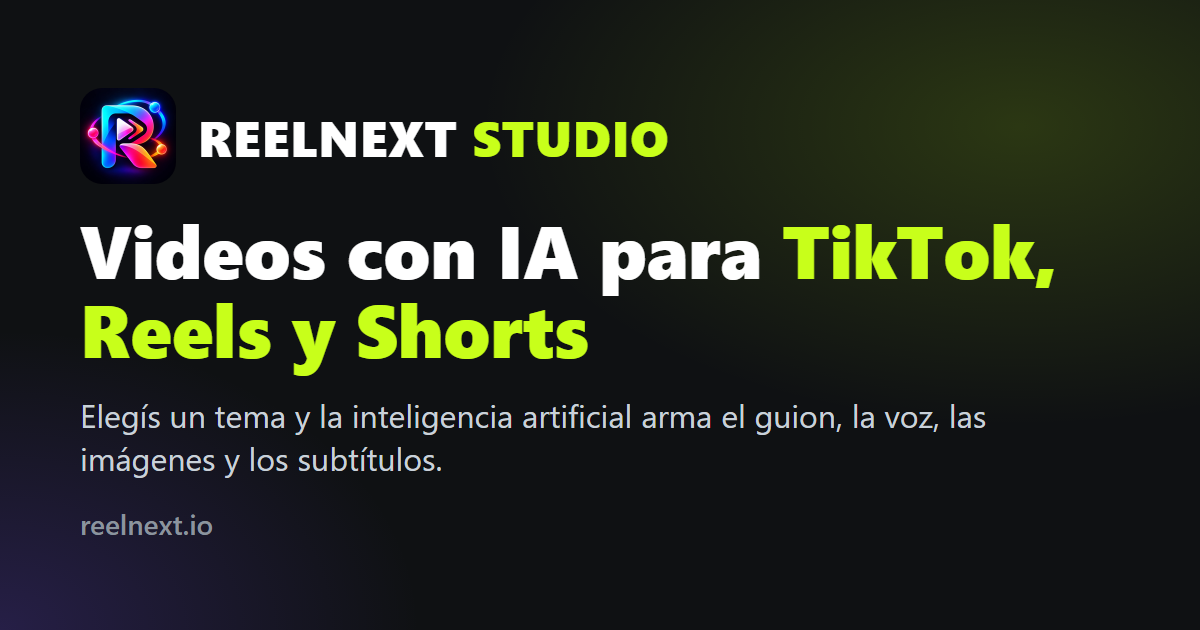 REELNEXT STUDIO
Videos con IA para TikTok,
Reels y Shorts
Elegís un tema y la inteligencia artificial arma el guion, la voz, las
imágenes y los subtítulos.
reelnext.io